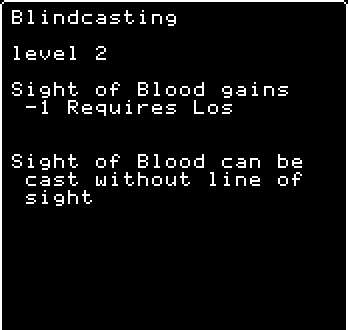 Blindcasting
level 2
Sight of Blood gains
-1 Requires Los
Sight of Blood can be
cast without line of
sight